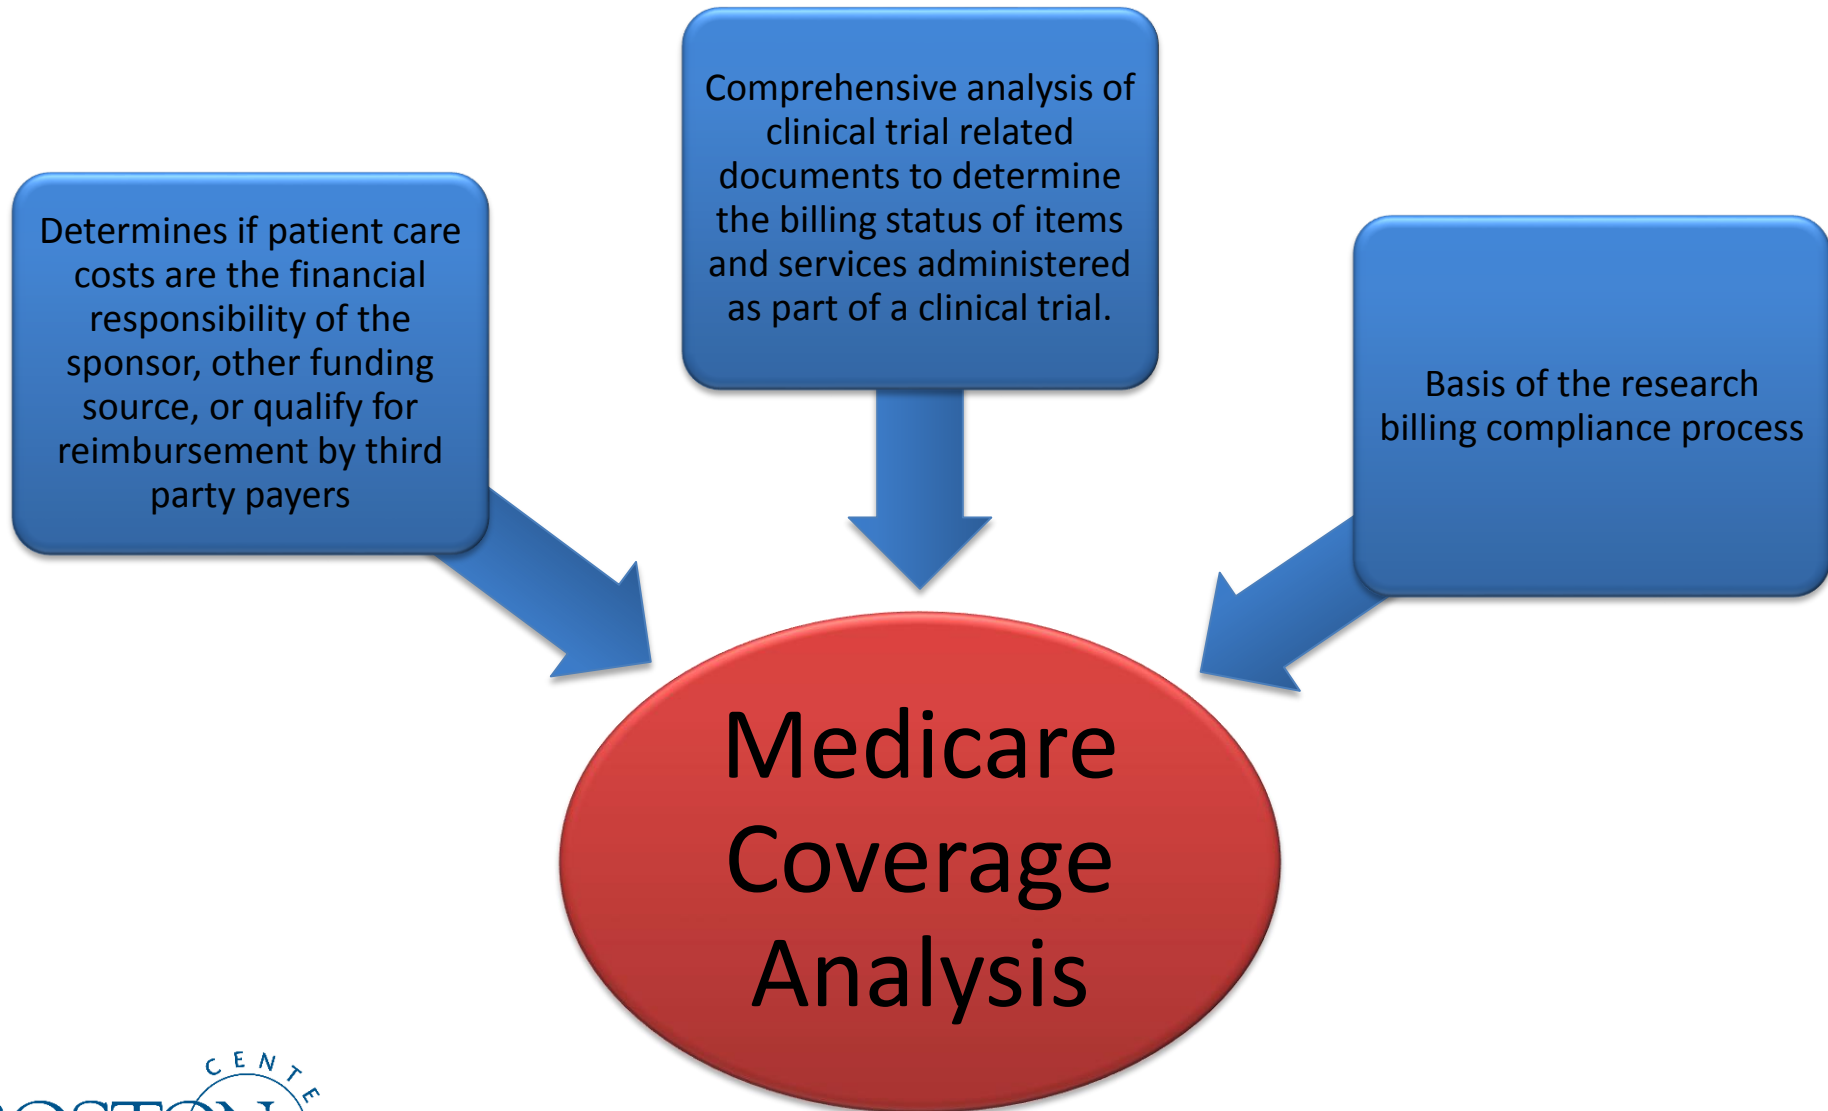 Determines if patient care
costs are the financial
responsibility of the
sponsor, other funding
source, or qualify for
reimbursement by third
party payers
Comprehensive analysis of
clinical trial related
documents to determine
the billing status of items
and services administered
as part of a clinical trial.
Basis of the research
billing compliance process
Medicare
Coverage
Analysis